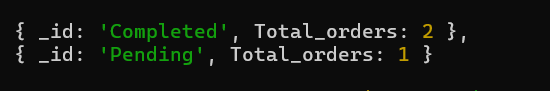 { _id: 'Completed', Total_orders: 2 },
{ _id: 'Pending', Total_orders: 1 }